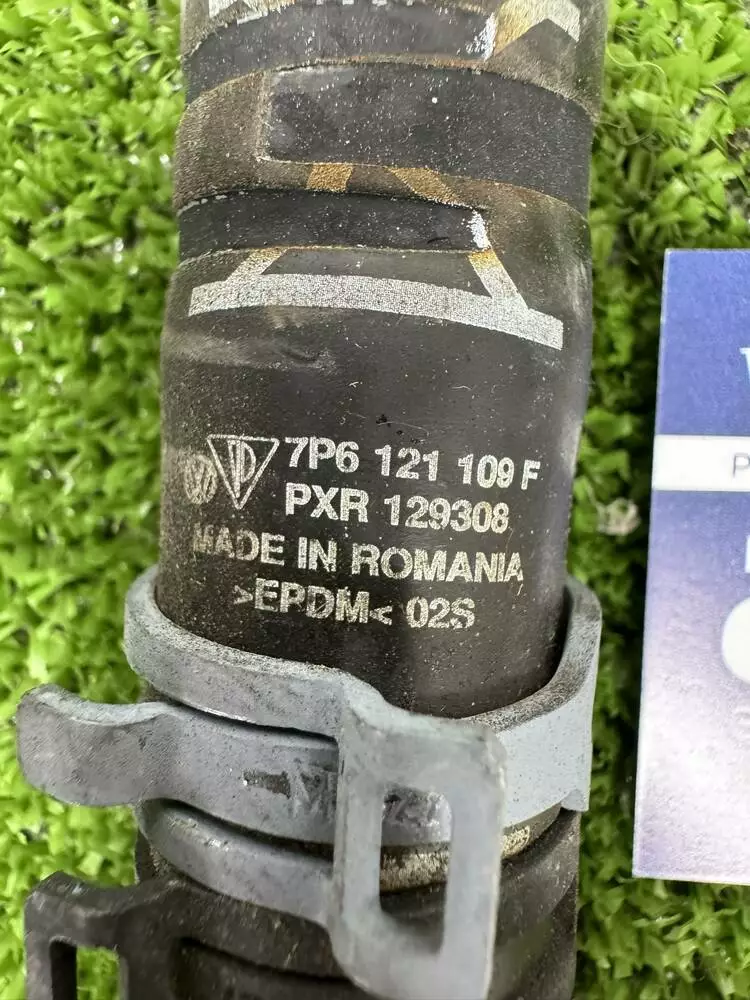 7P6 121 109 F
PXR 129308
MADE IN ROMANIA
>EPDM< 02S